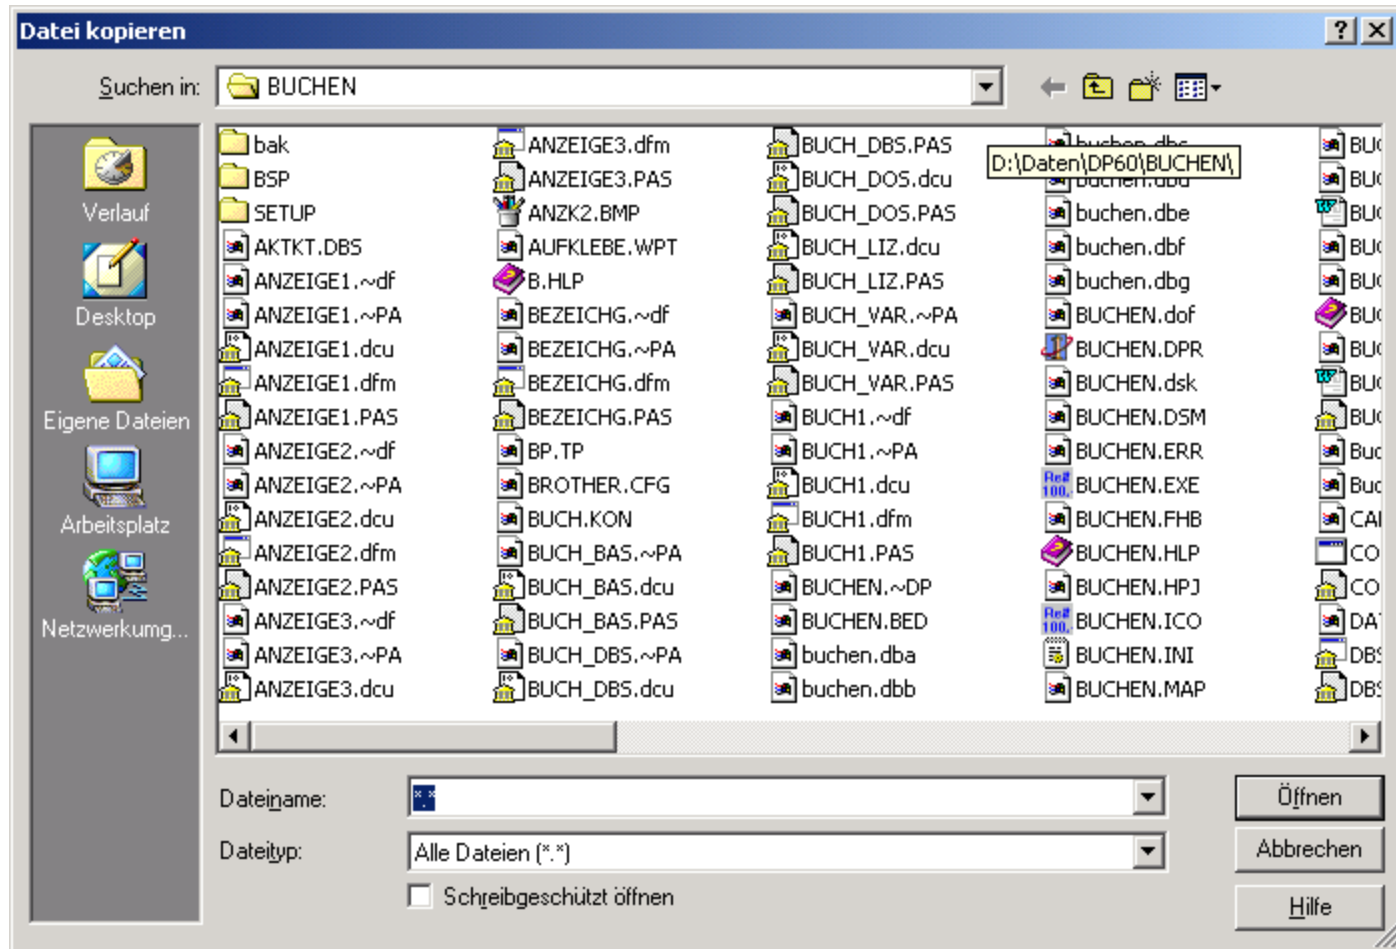 Datei kopieren
Suchen in: BUCHEN
Verlauf
Desktop
Eigene Dateien
Arbeitsplatz
Netzwerkumg...
bak
BSP
SETUP
AKTKT.DBS
ANZEIGE1.~df
ANZEIGE1.~PA
ANZEIGE1.dcu
ANZEIGE1.dfm
ANZEIGE1.PAS
ANZEIGE2.~df
ANZEIGE2.~PA
ANZEIGE2.dcu
ANZEIGE2.dfm
ANZEIGE2.PAS
ANZEIGE3.~df
ANZEIGE3.~PA
ANZEIGE3.dcu
ANZEIGE3.dfm
ANZEIGE3.PAS
ANZK2.BMP
AUFKLEBE.WPT
B.HLP
BEZEICHG.~df
BEZEICHG.~PA
BEZEICHG.dfm
BEZEICHG.PAS
BP.TP
BROTHER.CFG
BUCH.KON
BUCH_BAS.~PA
BUCH_BAS.dcu
BUCH_BAS.PAS
BUCH_DBS.~PA
BUCH_DBS.dcu
BUCH_DBS.PAS
BUCH_DOS.dcu
BUCH_DOS.PAS
BUCH_LIZ.dcu
BUCH_LIZ.PAS
BUCH_VAR.~PA
BUCH_VAR.dcu
BUCH_VAR.PAS
BUCH1.~df
BUCH1.~PA
BUCH1.dcu
BUCH1.dfm
BUCH1.PAS
BUCHEN.~DP
BUCHEN.BED
buchen.dba
buchen.dbb
D:\Daten\DP60\BUCHEN\
buchen.dbe
buchen.dbf
buchen.dbg
BUCHEN.dof
BUCHEN.DPR
BUCHEN.dsk
BUCHEN.DSM
BUCHEN.ERR
BUCHEN.EXE
BUCHEN.FHB
BUCHEN.HLP
BUCHEN.HPJ
BUCHEN.ICO
BUCHEN.INI
BUCHEN.MAP
Dateiname: *.*
Dateityp: Alle Dateien (*.*)
Schreibgeschützt öffnen
Öffnen
Abbrechen
Hilfe